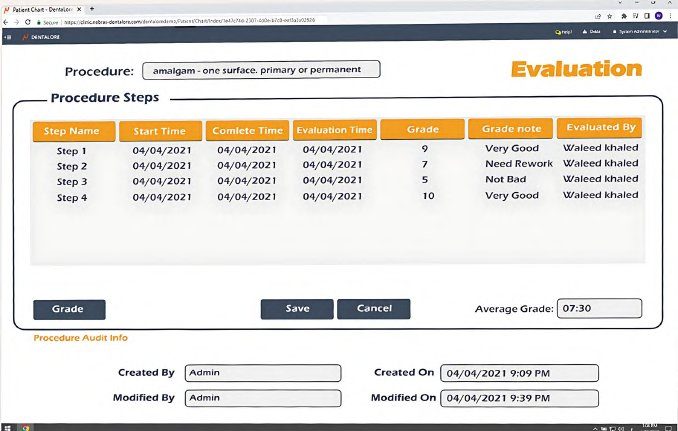 Patient Chart - DentaLore
Secure
DENTALORE
Help! Debis System Administrator
Procedure: amalgam - one surface. primary or permanent
Evaluation
Procedure Steps
Step Name Start Time Comlete Time Evaluation Time Grade Grade note Evaluated By
Step 1 04/04/2021 04/04/2021 04/04/2021 9 Very Good Waleed khaled
Step 2 04/04/2021 04/04/2021 04/04/2021 7 Need Rework Waleed khaled
Step 3 04/04/2021 04/04/2021 04/04/2021 5 Not Bad Waleed khaled
Step 4 04/04/2021 04/04/2021 04/04/2021 10 Very Good Waleed khaled
Grade Save Cancel Average Grade: 07:30
Procedure Audit Info
Created By Admin Created On 04/04/2021 9:09 PM
Modified By Admin Modified On 04/04/2021 9:39 PM